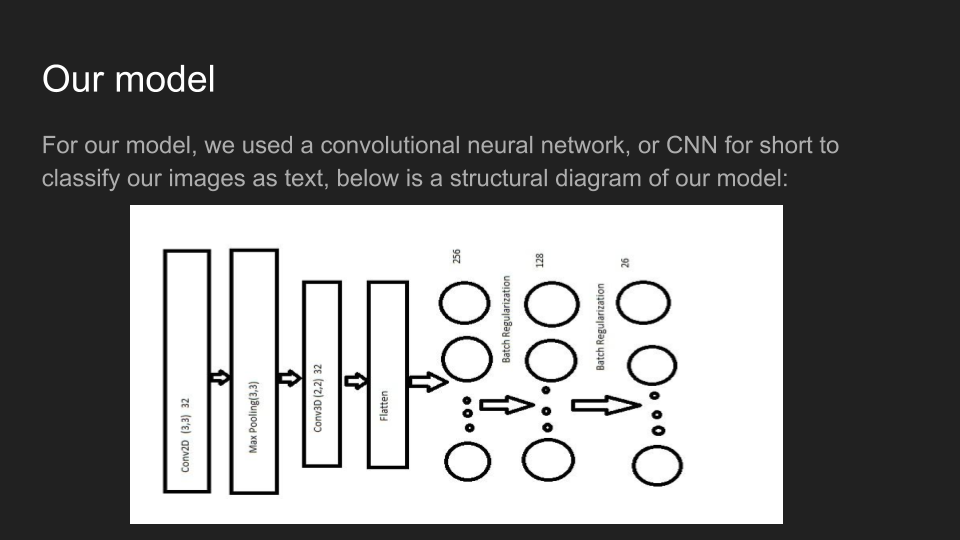 Our model
For our model, we used a convolutional neural network, or CNN for short to
classify our images as text, below is a structural diagram of our model:
Conv2D (3,3) 32
Max Pooling(3,3)
Conv3D (2,2) 32
Flatten
256
Batch Regularization
128
Batch Regularization
26